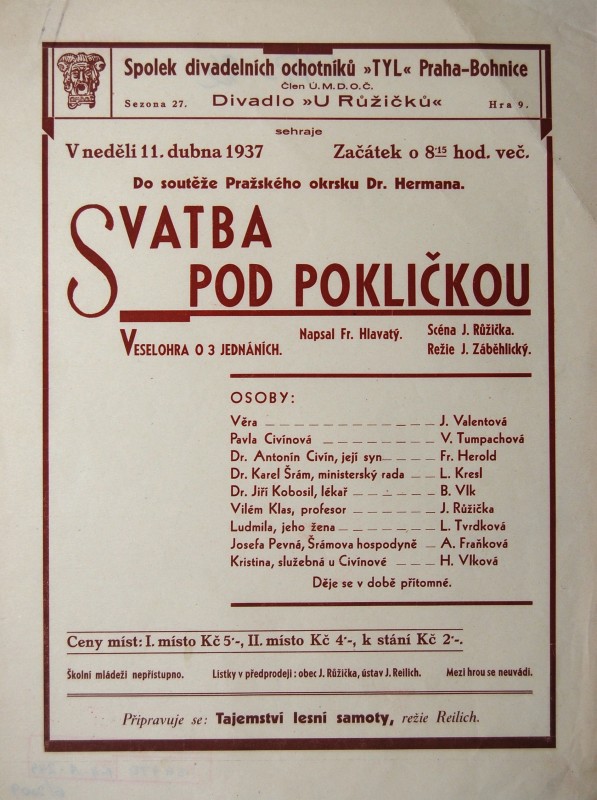 Spolek divadelních ochotníků »TYL« Praha-Bohnice
Člen Ú.M.D.O.Č.
Sezona 27. Divadlo »U Růžičků« Hra 9.
sehraje
V neděli 11. dubna 1937 Začátek o 8·15 hod. več.
Do soutěže Pražského okrsku Dr. Hermana.
SVATBA
POD POKLIČKOU
VESELOHRA O 3 JEDNÁNÍCH. Napsal Fr. Hlavatý. Scéna J. Růžička.
Režie J. Záběhlický.
OSOBY:
Věra — J. Valentová
Pavla Civínová — V. Tumpachová
Dr. Antonín Civín, její syn — Fr. Herold
Dr. Karel Šrám, ministerský rada — L. Kresl
Dr. Jiří Kobosil, lékař — B. Vlk
Vilém Klas, profesor — J. Růžička
Ludmila, jeho žena — L. Tvrdková
Josefa Pevná, Šrámova hospodyně — A. Fraňková
Kristina, služebná u Civínové — H. Vlková
Děje se v době přítomné.
Ceny míst: I. místo Kč 5·-, II. místo Kč 4·-, k stání Kč 2·-.
Školní mládeži nepřístupno. Lístky v předprodeji: obec J. Růžička, ústav J. Reilich. Mezi hrou se neuvádí.
Připravuje se: Tajemství lesní samoty, režie Reilich.